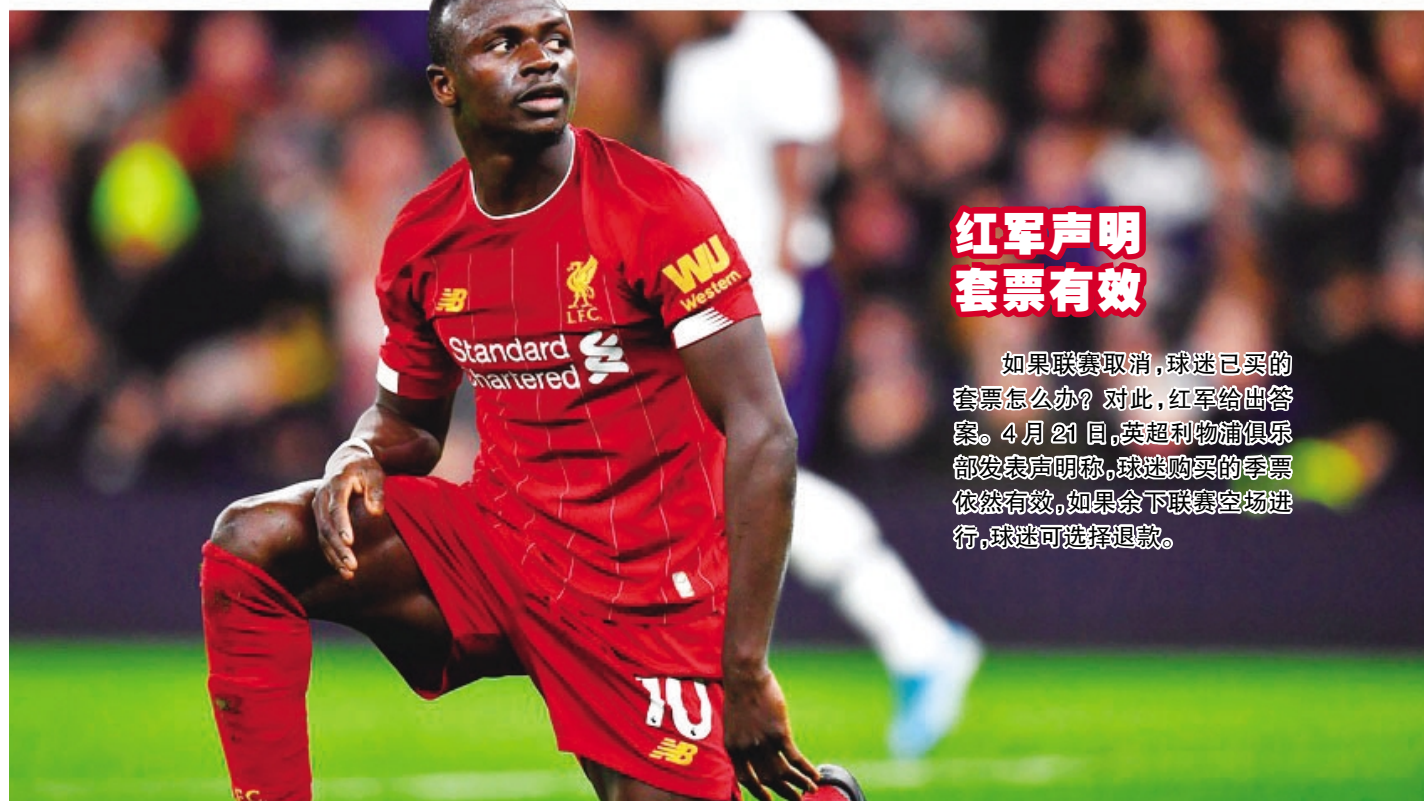 红军声明
套票有效
如果联赛取消,球迷已买的
套票怎么办? 对此,红军给出答
案。4 月 21 日,英超利物浦俱乐
部发表声明称,球迷购买的季票
依然有效,如果余下联赛空场进
行,球迷可选择退款。
WU
Western
NB
L.F.C.
Standard
Chartered
10
NB
F.C.